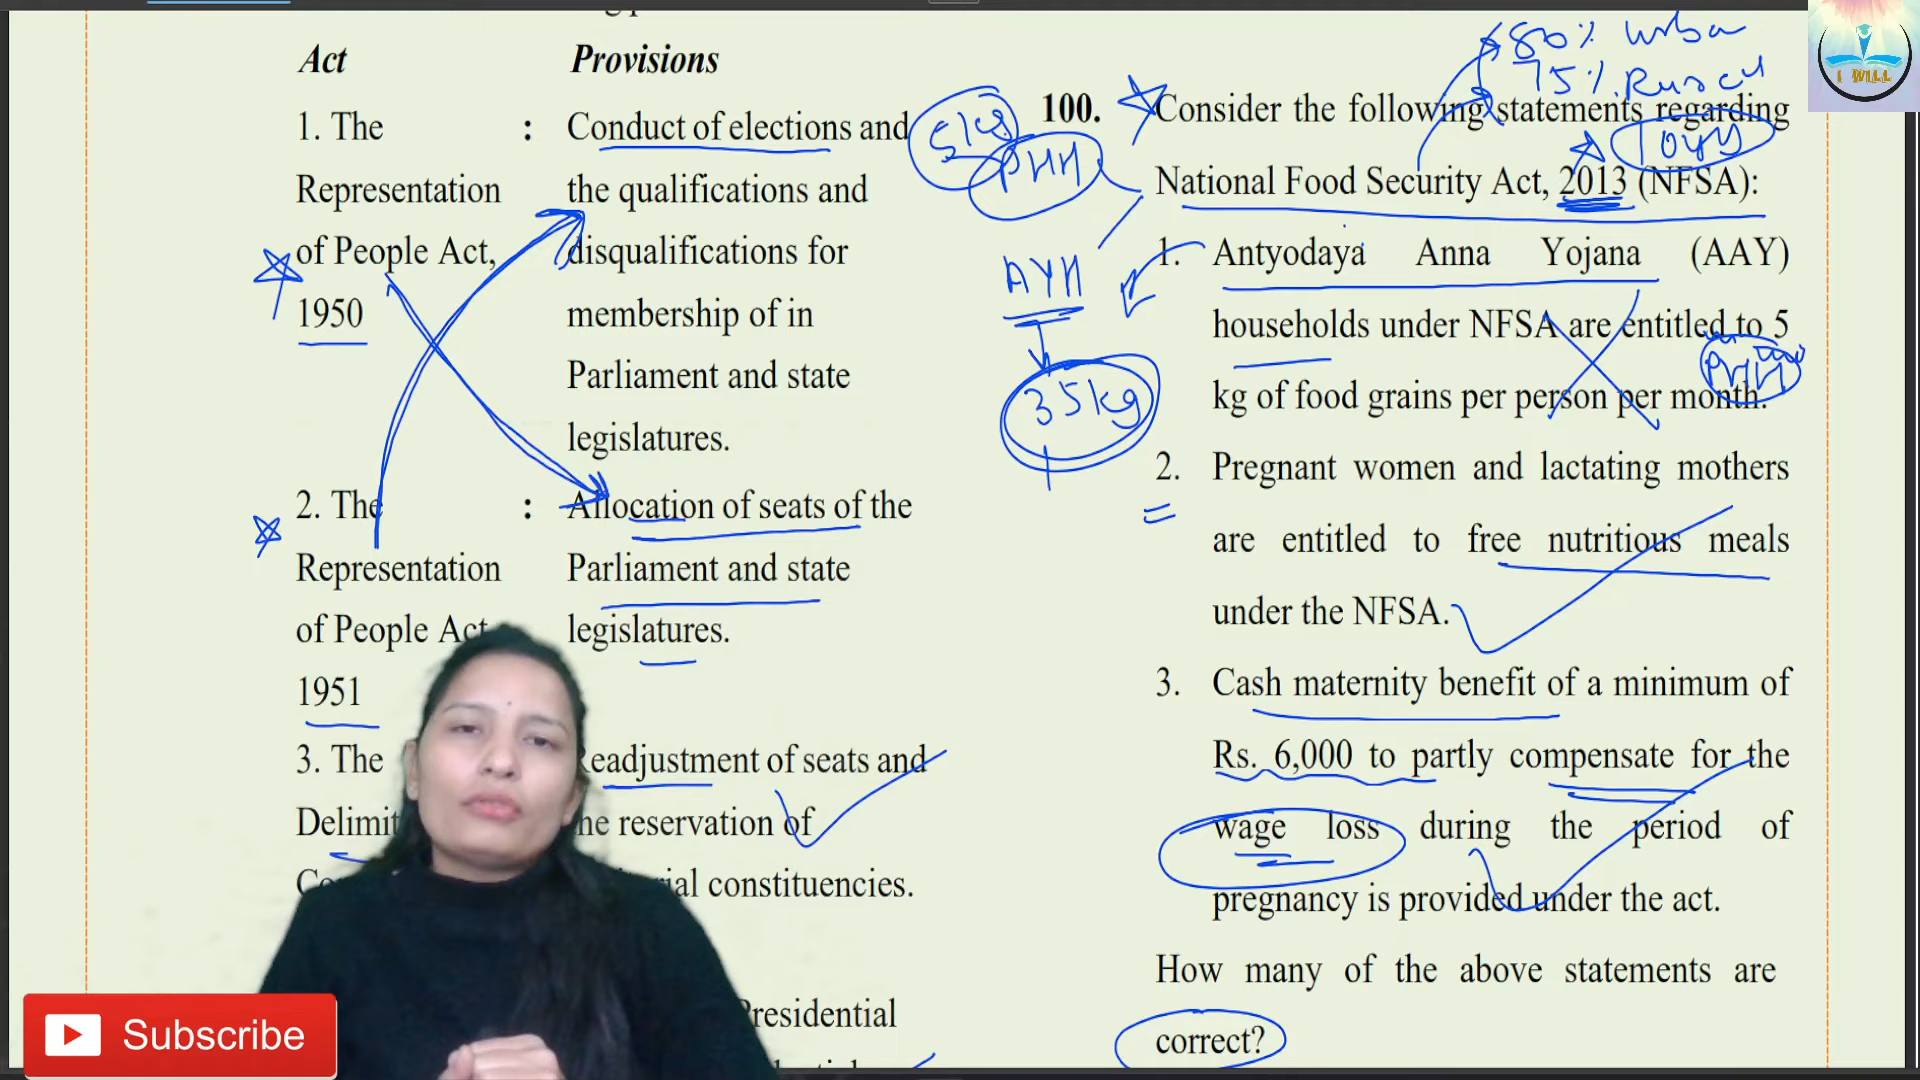 Act Provisions
1. The : Conduct of elections and
Representation the qualifications and
of People Act, disqualifications for
1950 membership of in
Parliament and state
legislatures.
2. The : Allocation of seats of the
Representation Parliament and state
of People Act legislatures.
1951
3. The Readjustment of seats and
Delimit the reservation of
constituencies.
Presidential
Subscribe
80% Urban
75% Rural
100. Consider the following statements regarding
National Food Security Act, 2013 (NFSA):
1. Antyodaya Anna Yojana (AAY)
households under NFSA are entitled to 5
kg of food grains per person per month.
2. Pregnant women and lactating mothers
are entitled to free nutritious meals
under the NFSA.
3. Cash maternity benefit of a minimum of
Rs. 6,000 to partly compensate for the
wage loss during the period of
pregnancy is provided under the act.
How many of the above statements are
correct?
5kg
PHH
AYH
35kg
I WILL